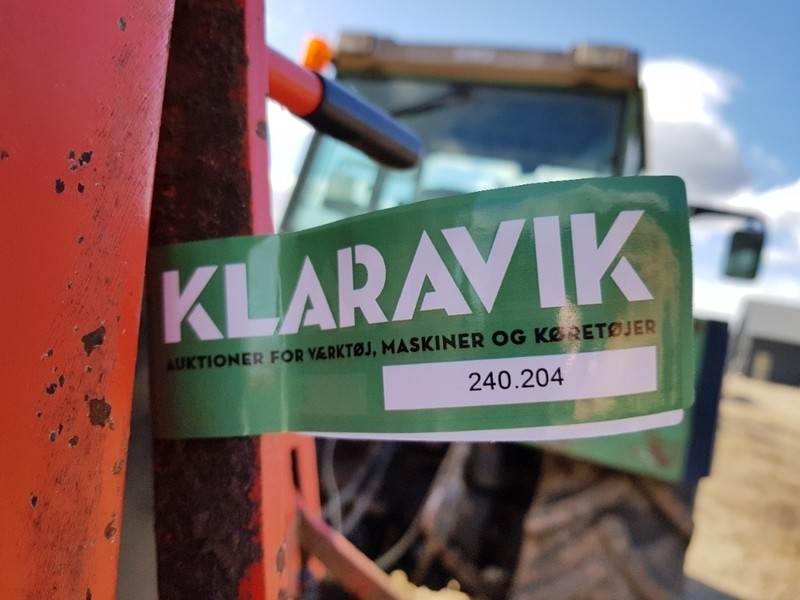 KLARAVIK
AUKTIONER FOR VÆRKTØJ, MASKINER OG KØRETØJER
240.204